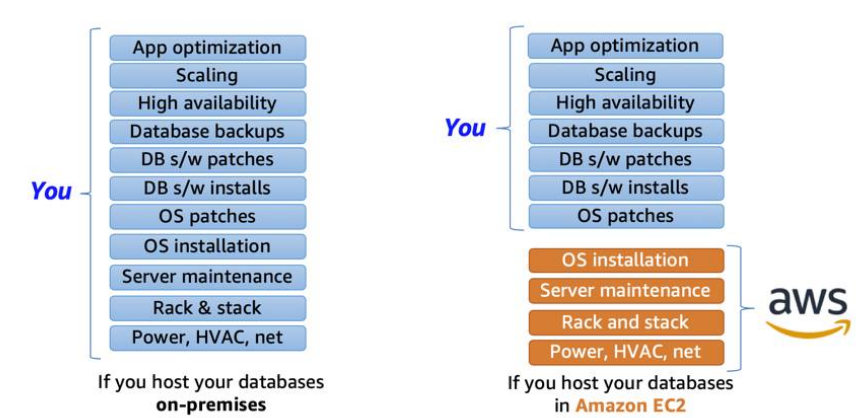 You
App optimization
Scaling
High availability
Database backups
DB s/w patches
DB s/w installs
OS patches
OS installation
Server maintenance
Rack & stack
Power, HVAC, net
If you host your databases
on-premises
You
App optimization
Scaling
High availability
Database backups
DB s/w patches
DB s/w installs
OS patches
OS installation
Server maintenance
Rack and stack
Power, HVAC, net
aws
If you host your databases
in Amazon EC2